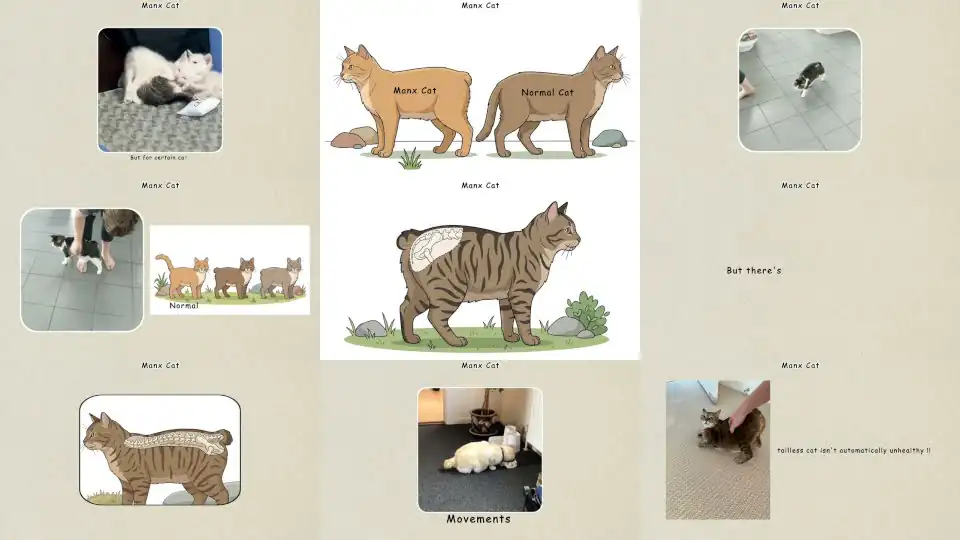 Manx Cat
But for certain cat
Manx Cat
Manx Cat
Normal Cat
Manx Cat
Manx Cat
Normal
Manx Cat
Manx Cat
But there's
Manx Cat
Manx Cat
Movements
Manx Cat
tailless cat isn't automatically unhealthy !!